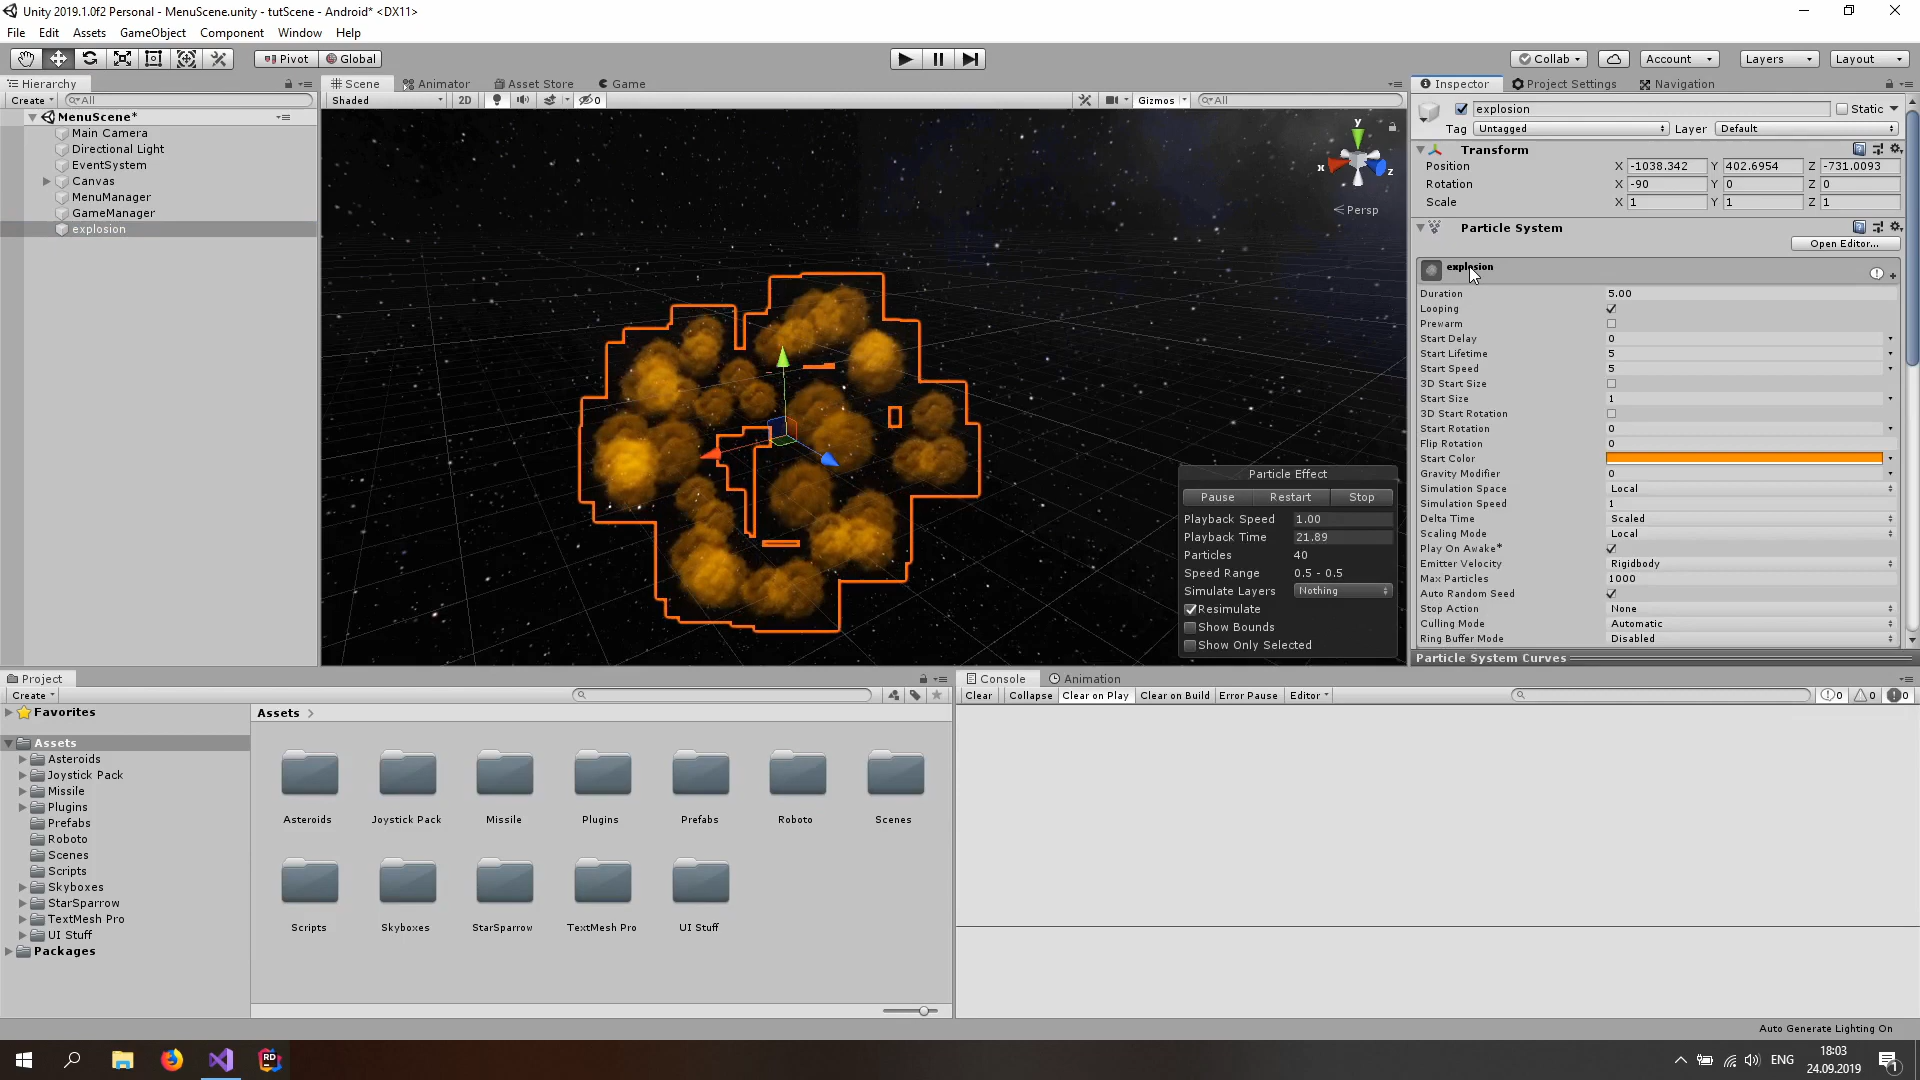 Unity 2019.1.0f2 Personal - MenuScene.unity - tutScene - Android* <DX11>
File Edit Assets GameObject Component Window Help
Pivot Global Collab Account Layers Layout
Hierarchy Scene Animator Asset Store Game Inspector Project Settings Navigation
Create All Shaded 2D 0 Gizmos All
explosion Static
MenuScene*
Tag Untagged Layer Default
Main Camera
Directional Light
EventSystem
Canvas
MenuManager
GameManager
explosion
y
x
z
Persp
Transform
Position X -1038.342 Y 402.6954 Z -731.0093
Rotation X -90 Y 0 Z 0
Scale X 1 Y 1 Z 1
Particle System
Open Editor...
explosion
Duration 5.00
Looping
Prewarm
Start Delay 0
Start Lifetime 5
Start Speed 5
3D Start Size
Start Size 1
3D Start Rotation
Start Rotation 0
Flip Rotation 0
Start Color
Gravity Modifier 0
Simulation Space Local
Simulation Speed 1
Delta Time Scaled
Scaling Mode Local
Play On Awake*
Emitter Velocity Rigidbody
Max Particles 1000
Auto Random Seed
Stop Action None
Culling Mode Automatic
Ring Buffer Mode Disabled
Particle System Curves
Particle Effect
Pause Restart Stop
Playback Speed 1.00
Playback Time 21.89
Particles 40
Speed Range 0.5 - 0.5
Simulate Layers Nothing
Resimulate
Show Bounds
Show Only Selected
Project
Create
Favorites
Assets
Asteroids
Joystick Pack
Missile
Plugins
Prefabs
Roboto
Scenes
Scripts
Skyboxes
StarSparrow
TextMesh Pro
UI Stuff
Packages
Assets
Asteroids Joystick Pack Missile Plugins Prefabs Roboto Scenes
Scripts Skyboxes StarSparrow TextMesh Pro UI Stuff
Console Animation
Clear Collapse Clear on Play Clear on Build Error Pause Editor 0 0 0
Auto Generate Lighting On
RD
ENG
18:03
24.09.2019
1